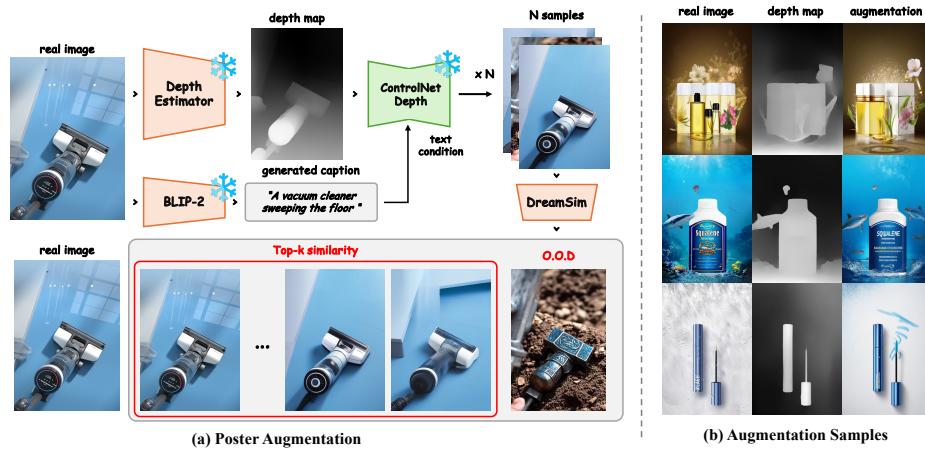 real image
Depth
Estimator
depth map
ControlNet
Depth
x N
N samples
text
condition
generated caption
BLIP-2
"A vacuum cleaner
sweeping the floor "
DreamSim
real image
Top-k similarity
O.O.D
...
(a) Poster Augmentation
real image
depth map
augmentation
Squalene
SQUALENE
(b) Augmentation Samples